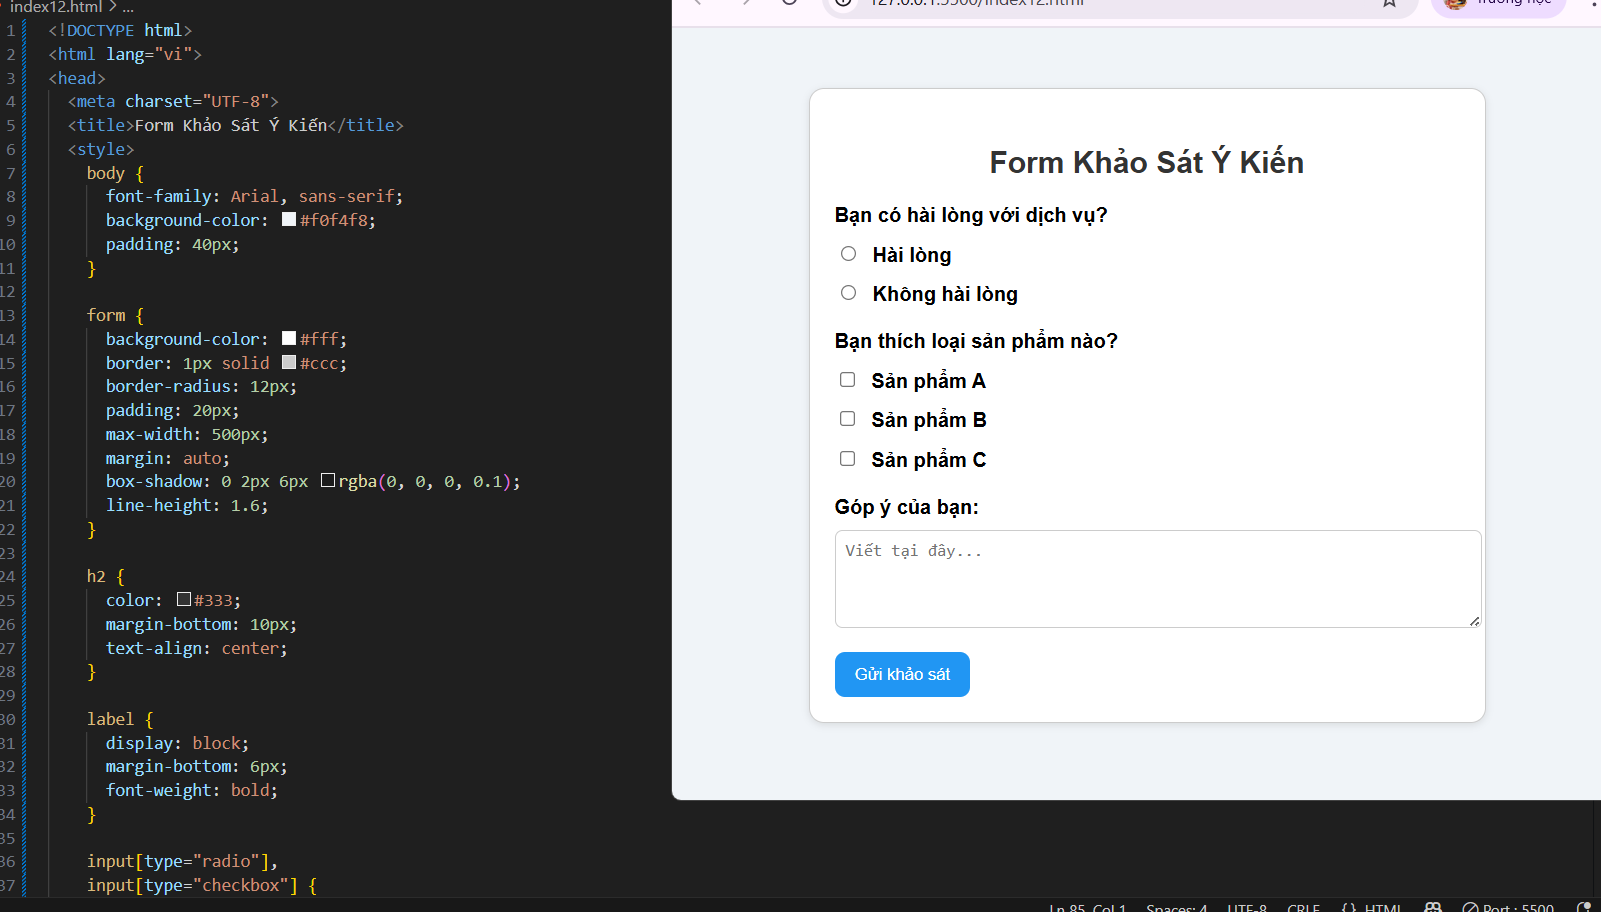 index12.html > ...
1 <!DOCTYPE html>
2 <html lang="vi">
3 <head>
4 <meta charset="UTF-8">
5 <title>Form Khảo Sát Ý Kiến</title>
6 <style>
7 body {
8 font-family: Arial, sans-serif;
9 background-color: #f0f4f8;
10 padding: 40px;
11 }
12
13 form {
14 background-color: #fff;
15 border: 1px solid #ccc;
16 border-radius: 12px;
17 padding: 20px;
18 max-width: 500px;
19 margin: auto;
20 box-shadow: 0 2px 6px rgba(0, 0, 0, 0.1);
21 line-height: 1.6;
22 }
23
24 h2 {
25 color: #333;
26 margin-bottom: 10px;
27 text-align: center;
28 }
29
30 label {
31 display: block;
32 margin-bottom: 6px;
33 font-weight: bold;
34 }
35
36 input[type="radio"],
37 input[type="checkbox"] {
127.0.0.1:5500/index12.html
Trường học
Form Khảo Sát Ý Kiến
Bạn có hài lòng với dịch vụ?
Hài lòng
Không hài lòng
Bạn thích loại sản phẩm nào?
Sản phẩm A
Sản phẩm B
Sản phẩm C
Góp ý của bạn:
Viết tại đây...
Gửi khảo sát
Ln 85, Col 1 Spaces: 4 UTF-8 CRLF {} HTML Port : 5500